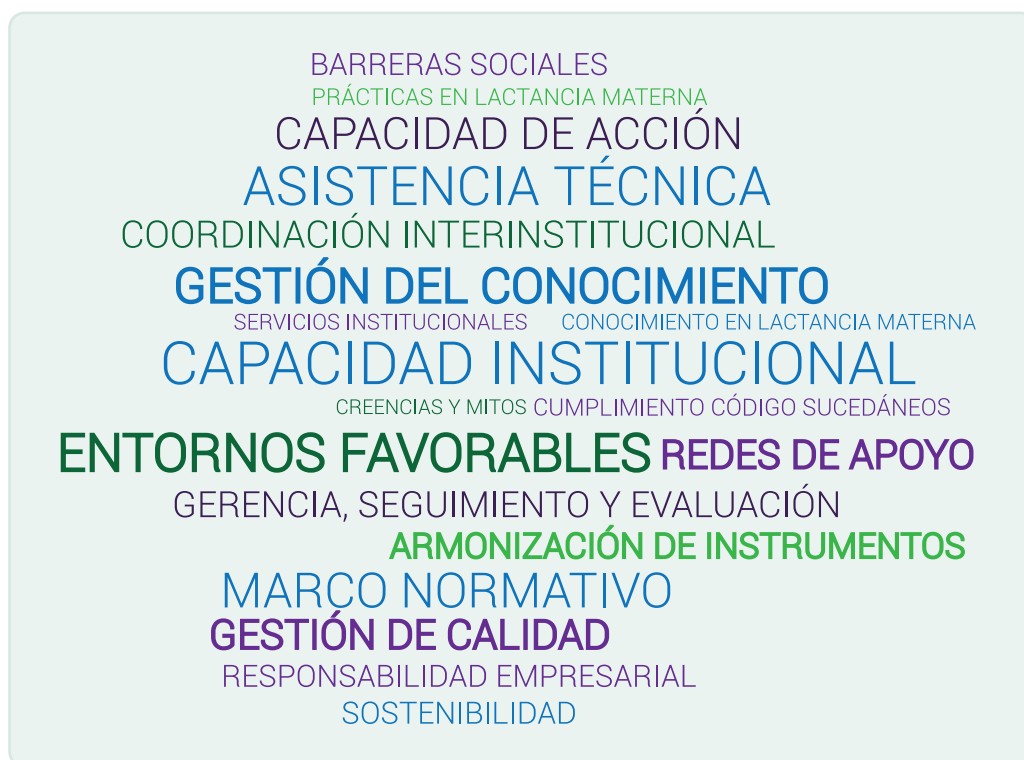 BARRERAS SOCIALES
PRÁCTICAS EN LACTANCIA MATERNA
CAPACIDAD DE ACCIÓN
ASISTENCIA TÉCNICA
COORDINACIÓN INTERINSTITUCIONAL
GESTIÓN DEL CONOCIMIENTO
SERVICIOS INSTITUCIONALES CONOCIMIENTO EN LACTANCIA MATERNA
CAPACIDAD INSTITUCIONAL
CREENCIAS Y MITOS CUMPLIMIENTO CÓDIGO SUCEDÁNEOS
ENTORNOS FAVORABLES REDES DE APOYO
GERENCIA, SEGUIMIENTO Y EVALUACIÓN
ARMONIZACIÓN DE INSTRUMENTOS
MARCO NORMATIVO
GESTIÓN DE CALIDAD
RESPONSABILIDAD EMPRESARIAL
SOSTENIBILIDAD